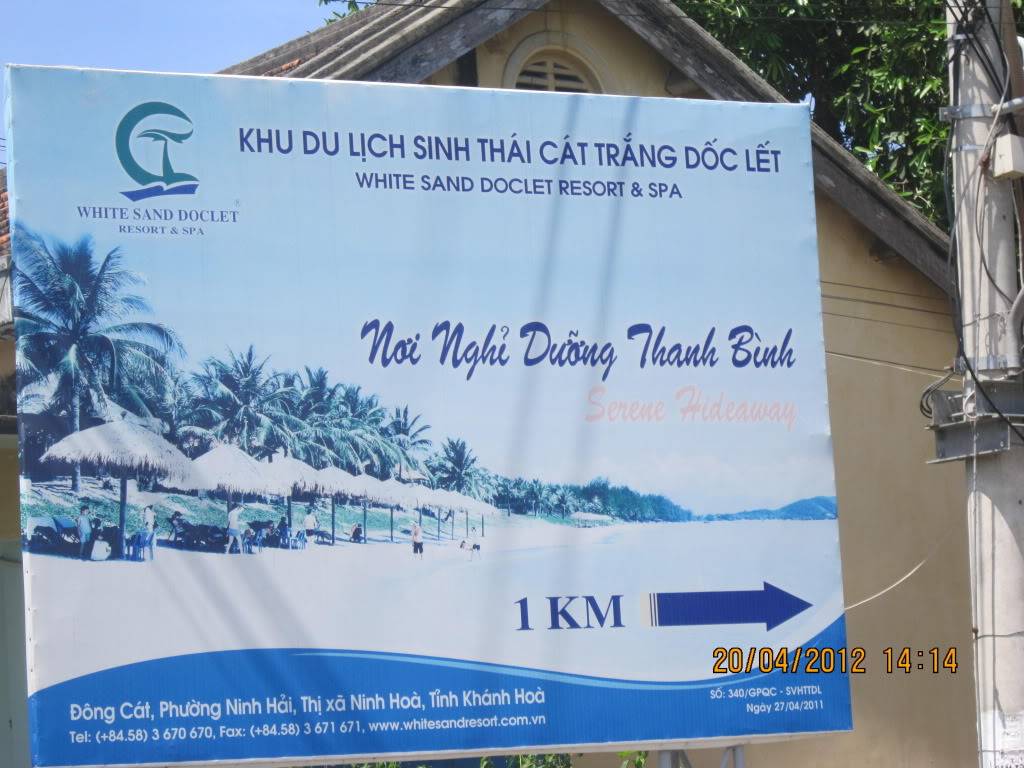 KHU DU LỊCH SINH THÁI CÁT TRẮNG DỐC LẾT
WHITE SAND DOCLET RESORT & SPA
WHITE SAND DOCLET ®
RESORT & SPA
Nơi Nghỉ Dưỡng Thanh Bình
Serene Hideaway
1 KM
20/04/2012 14:14
Đông Cát, Phường Ninh Hải, Thị xã Ninh Hoà, Tỉnh Khánh Hoà
Tel: (+84.58) 3 670 670, Fax: (+84.58) 3 671 671, www.whitesandresort.com.vn
SỐ: 340/GPQC - SVHTTDL
Ngày 27/04/2011